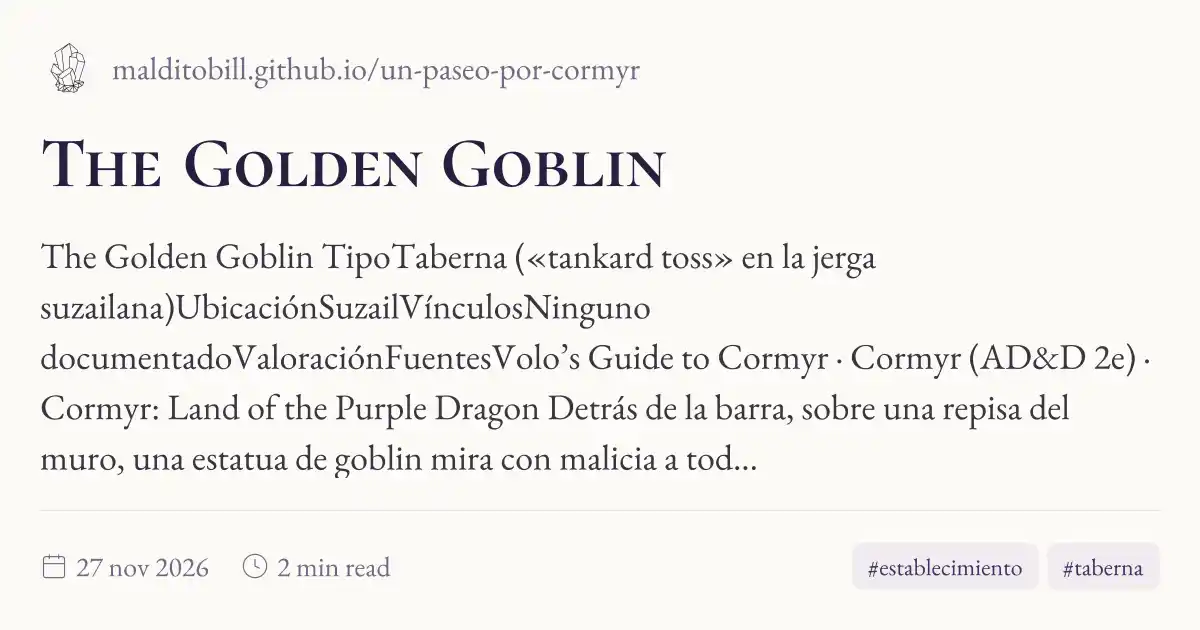 malditobill.github.io/un-paseo-por-cormyr
The Golden Goblin
The Golden Goblin TipoTaberna («tankard toss» en la jerga
suzailana)UbicaciónSuzailVínculosNinguno
documentadoValoraciónFuentesVolo’s Guide to Cormyr · Cormyr (AD&D 2e) ·
Cormyr: Land of the Purple Dragon Detrás de la barra, sobre una repisa del
muro, una estatua de goblin mira con malicia a tod...
27 nov 2026 2 min read #establecimiento #taberna